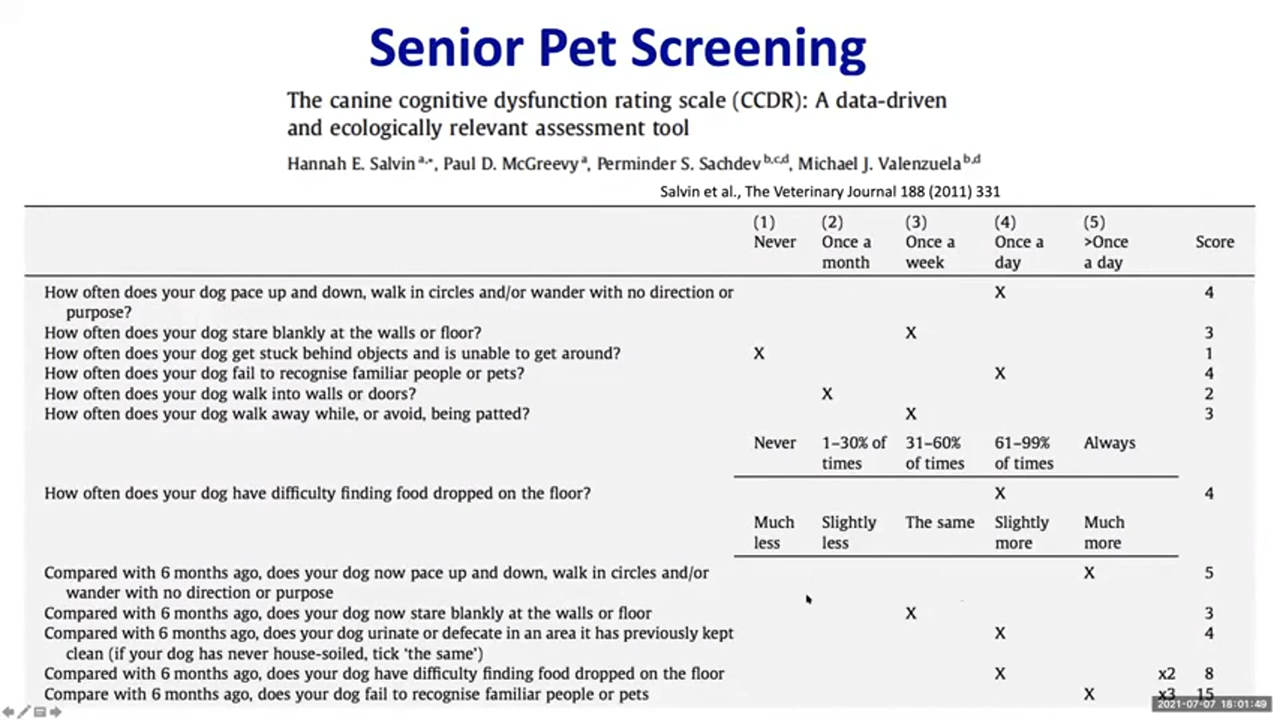 Senior Pet Screening
The canine cognitive dysfunction rating scale (CCDR): A data-driven
and ecologically relevant assessment tool
Hannah E. Salvin a,*, Paul D. McGreevy a, Perminder S. Sachdev b,c,d, Michael J. Valenzuela b,d
Salvin et al., The Veterinary Journal 188 (2011) 331
(1) (2) (3) (4) (5)
Never Once a Once a Once a >Once Score
month week day a day
How often does your dog pace up and down, walk in circles and/or wander with no direction or X 4
purpose?
How often does your dog stare blankly at the walls or floor? X 3
How often does your dog get stuck behind objects and is unable to get around? X 1
How often does your dog fail to recognise familiar people or pets? X 4
How often does your dog walk into walls or doors? X 2
How often does your dog walk away while, or avoid, being patted? X 3
Never 1–30% of 31–60% 61–99% Always
times of times of times
How often does your dog have difficulty finding food dropped on the floor? X 4
Much Slightly The same Slightly Much
less less more more
Compared with 6 months ago, does your dog now pace up and down, walk in circles and/or X 5
wander with no direction or purpose
Compared with 6 months ago, does your dog now stare blankly at the walls or floor X 3
Compared with 6 months ago, does your dog urinate or defecate in an area it has previously kept X 4
clean (if your dog has never house-soiled, tick 'the same')
Compared with 6 months ago, does your dog have difficulty finding food dropped on the floor X x2 8
Compare with 6 months ago, does your dog fail to recognise familiar people or pets X x3 15
2021-07-07 18:01:49